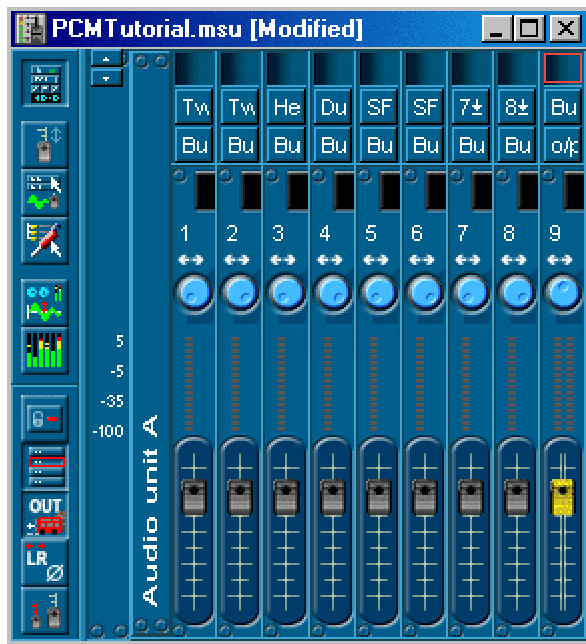 PCMTutorial.msu [Modified]
Tw Tw He Du SF SF 7± 8± Bu
Bu Bu Bu Bu Bu Bu Bu Bu o/p
1 2 3 4 5 6 7 8 9
5
-5
-35
-100
Audio unit A
OUT
LR